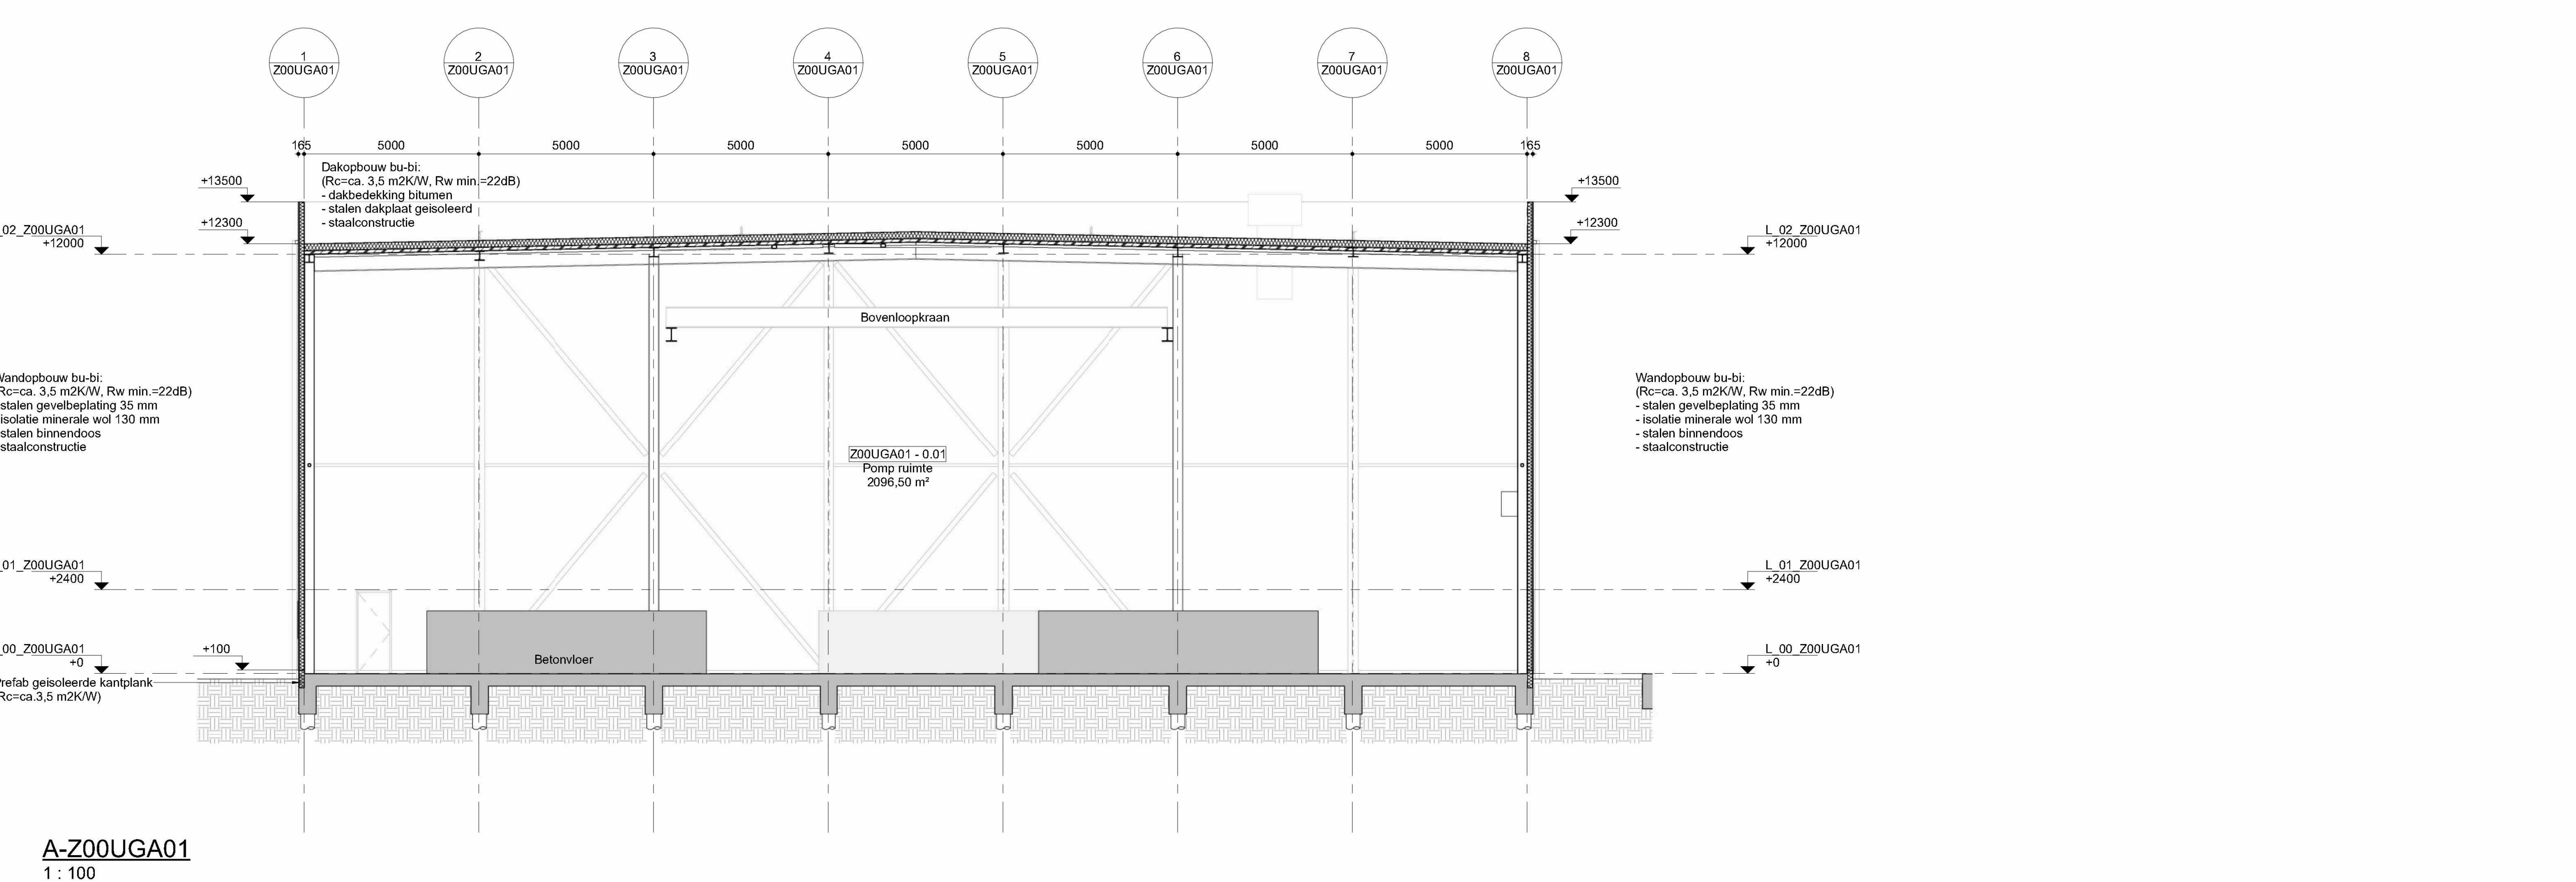 1
Z00UGA01
2
Z00UGA01
3
Z00UGA01
4
Z00UGA01
5
Z00UGA01
6
Z00UGA01
7
Z00UGA01
8
Z00UGA01
165
5000
5000
5000
5000
5000
5000
5000
165
Dakopbouw bu-bi:
(Rc=ca. 3,5 m2K/W, Rw min.=22dB)
- dakbedekking bitumen
- stalen dakplaat geisoleerd
- staalconstructie
+13500
+12300
_02_Z00UGA01
+12000
+13500
+12300
L_02_Z00UGA01
+12000
Bovenloopkraan
Wandopbouw bu-bi:
Rc=ca. 3,5 m2K/W, Rw min.=22dB)
stalen gevelbeplating 35 mm
isolatie minerale wol 130 mm
stalen binnendoos
staalconstructie
Wandopbouw bu-bi:
(Rc=ca. 3,5 m2K/W, Rw min.=22dB)
- stalen gevelbeplating 35 mm
- isolatie minerale wol 130 mm
- stalen binnendoos
- staalconstructie
Z00UGA01 - 0.01
Pomp ruimte
2096,50 m²
_01_Z00UGA01
+2400
L_01_Z00UGA01
+2400
_00_Z00UGA01
+0
+100
Betonvloer
L_00_Z00UGA01
+0
Prefab geisoleerde kantplank
Rc=ca.3,5 m2K/W)
A-Z00UGA01
1 : 100